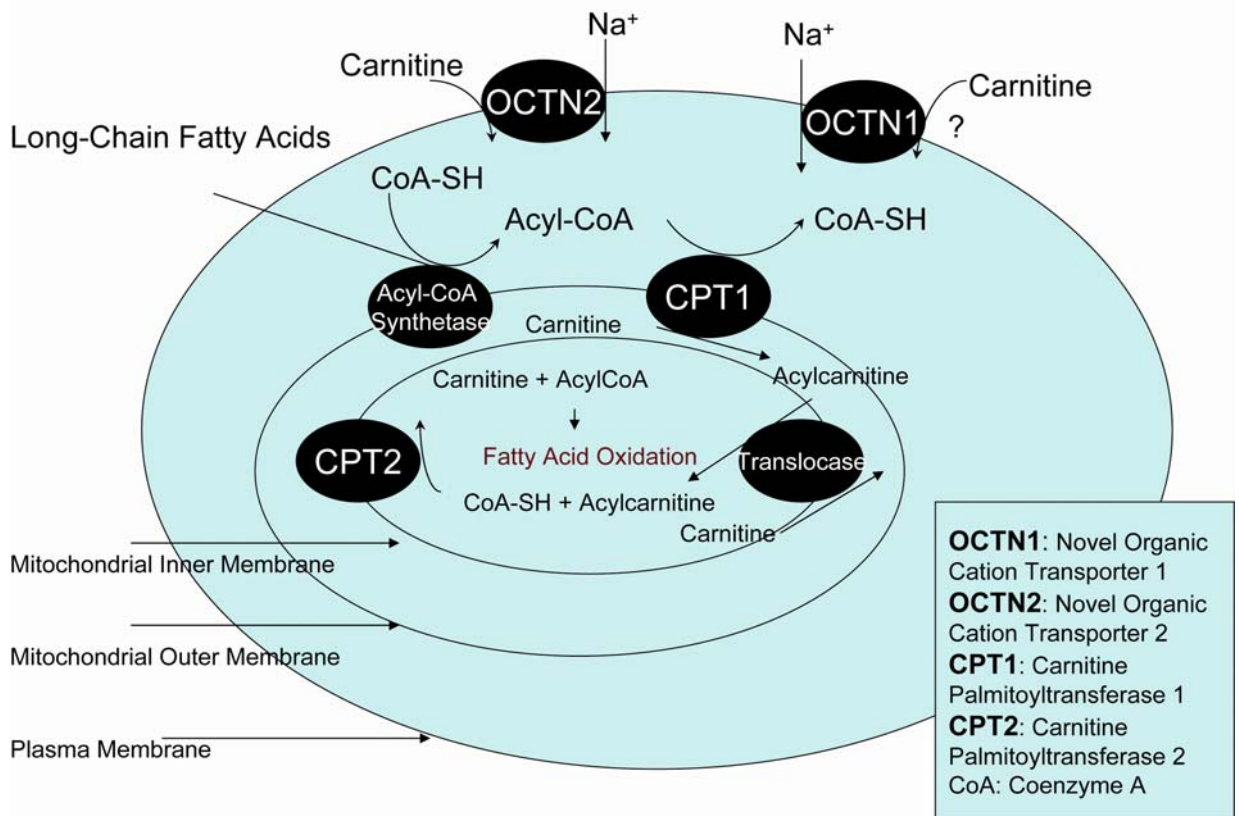 Na⁺
Na⁺
Carnitine
OCTN2
Carnitine
OCTN1
?
Long-Chain Fatty Acids
CoA-SH
Acyl-CoA
CoA-SH
Acyl-CoA
Synthetase
CPT1
Carnitine
Carnitine + AcylCoA
Acylcarnitine
CPT2
Fatty Acid Oxidation
Translocase
CoA-SH + Acylcarnitine
Carnitine
Mitochondrial Inner Membrane
Mitochondrial Outer Membrane
Plasma Membrane
OCTN1: Novel Organic
Cation Transporter 1
OCTN2: Novel Organic
Cation Transporter 2
CPT1: Carnitine
Palmitoyltransferase 1
CPT2: Carnitine
Palmitoyltransferase 2
CoA: Coenzyme A